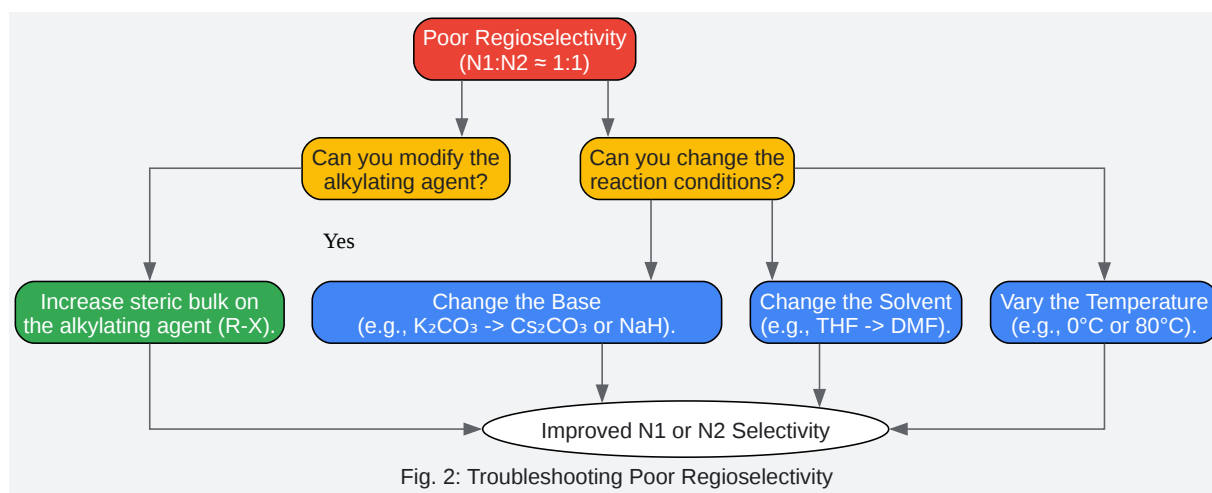 Poor Regioselectivity
(N1:N2 ≈ 1:1)
Can you modify the
alkylating agent?
Can you change the
reaction conditions?
Yes
Increase steric bulk on
the alkylating agent (R-X).
Change the Base
(e.g., K₂CO₃ -> Cs₂CO₃ or NaH).
Change the Solvent
(e.g., THF -> DMF).
Vary the Temperature
(e.g., 0°C or 80°C).
Improved N1 or N2 Selectivity
Fig. 2: Troubleshooting Poor Regioselectivity